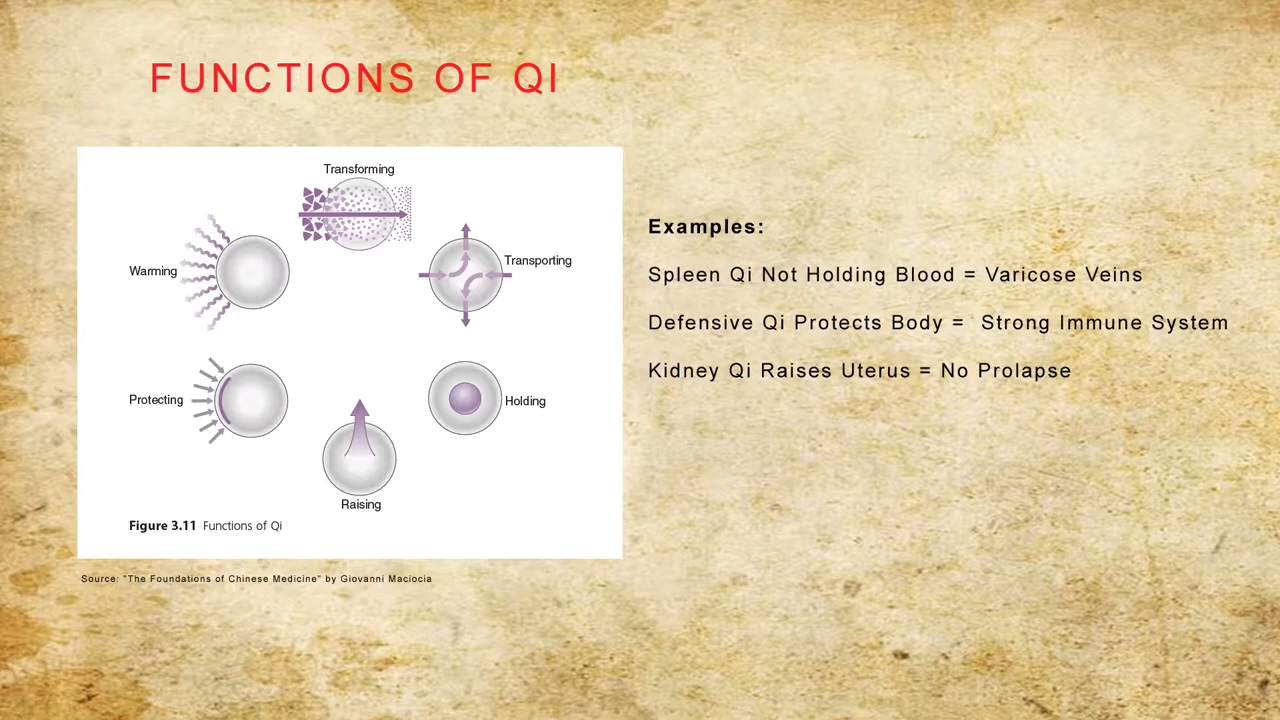 FUNCTIONS OF QI
Transforming
Warming
Transporting
Protecting
Holding
Raising
Figure 3.11 Functions of Qi
Source: "The Foundations of Chinese Medicine" by Giovanni Maciocia
Examples:
Spleen Qi Not Holding Blood = Varicose Veins
Defensive Qi Protects Body = Strong Immune System
Kidney Qi Raises Uterus = No Prolapse